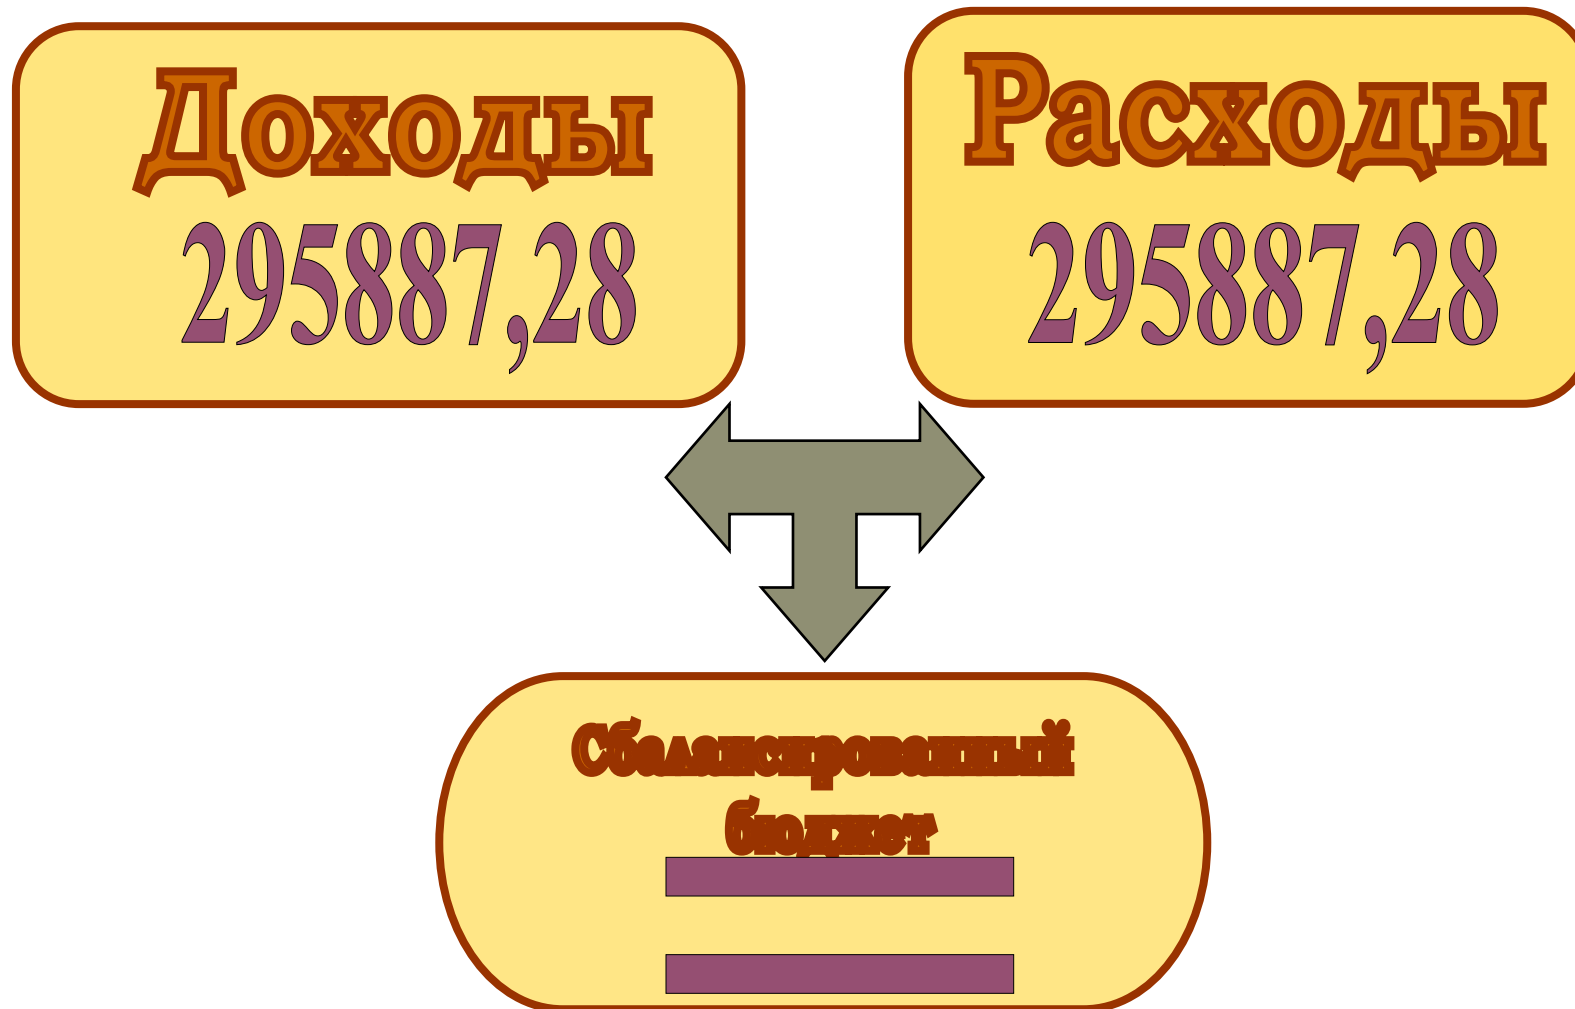 Доходы
295887,28
Расходы
295887,28
Сбалансированный
бюджет